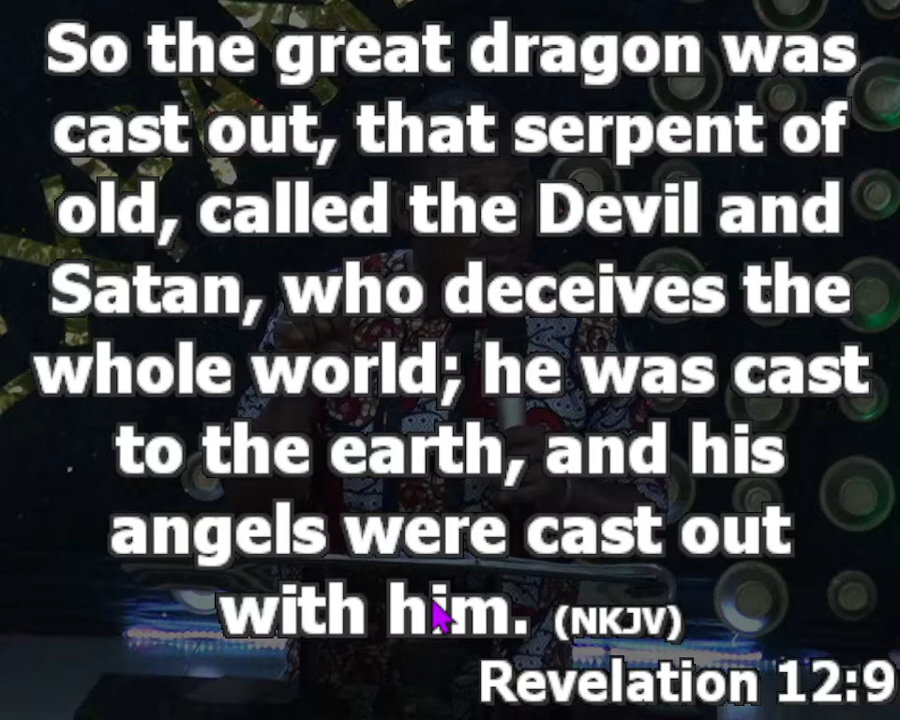 So the great dragon was
cast out, that serpent of
old, called the Devil and
Satan, who deceives the
whole world; he was cast
to the earth, and his
angels were cast out
with him. (NKJV)
Revelation 12:9